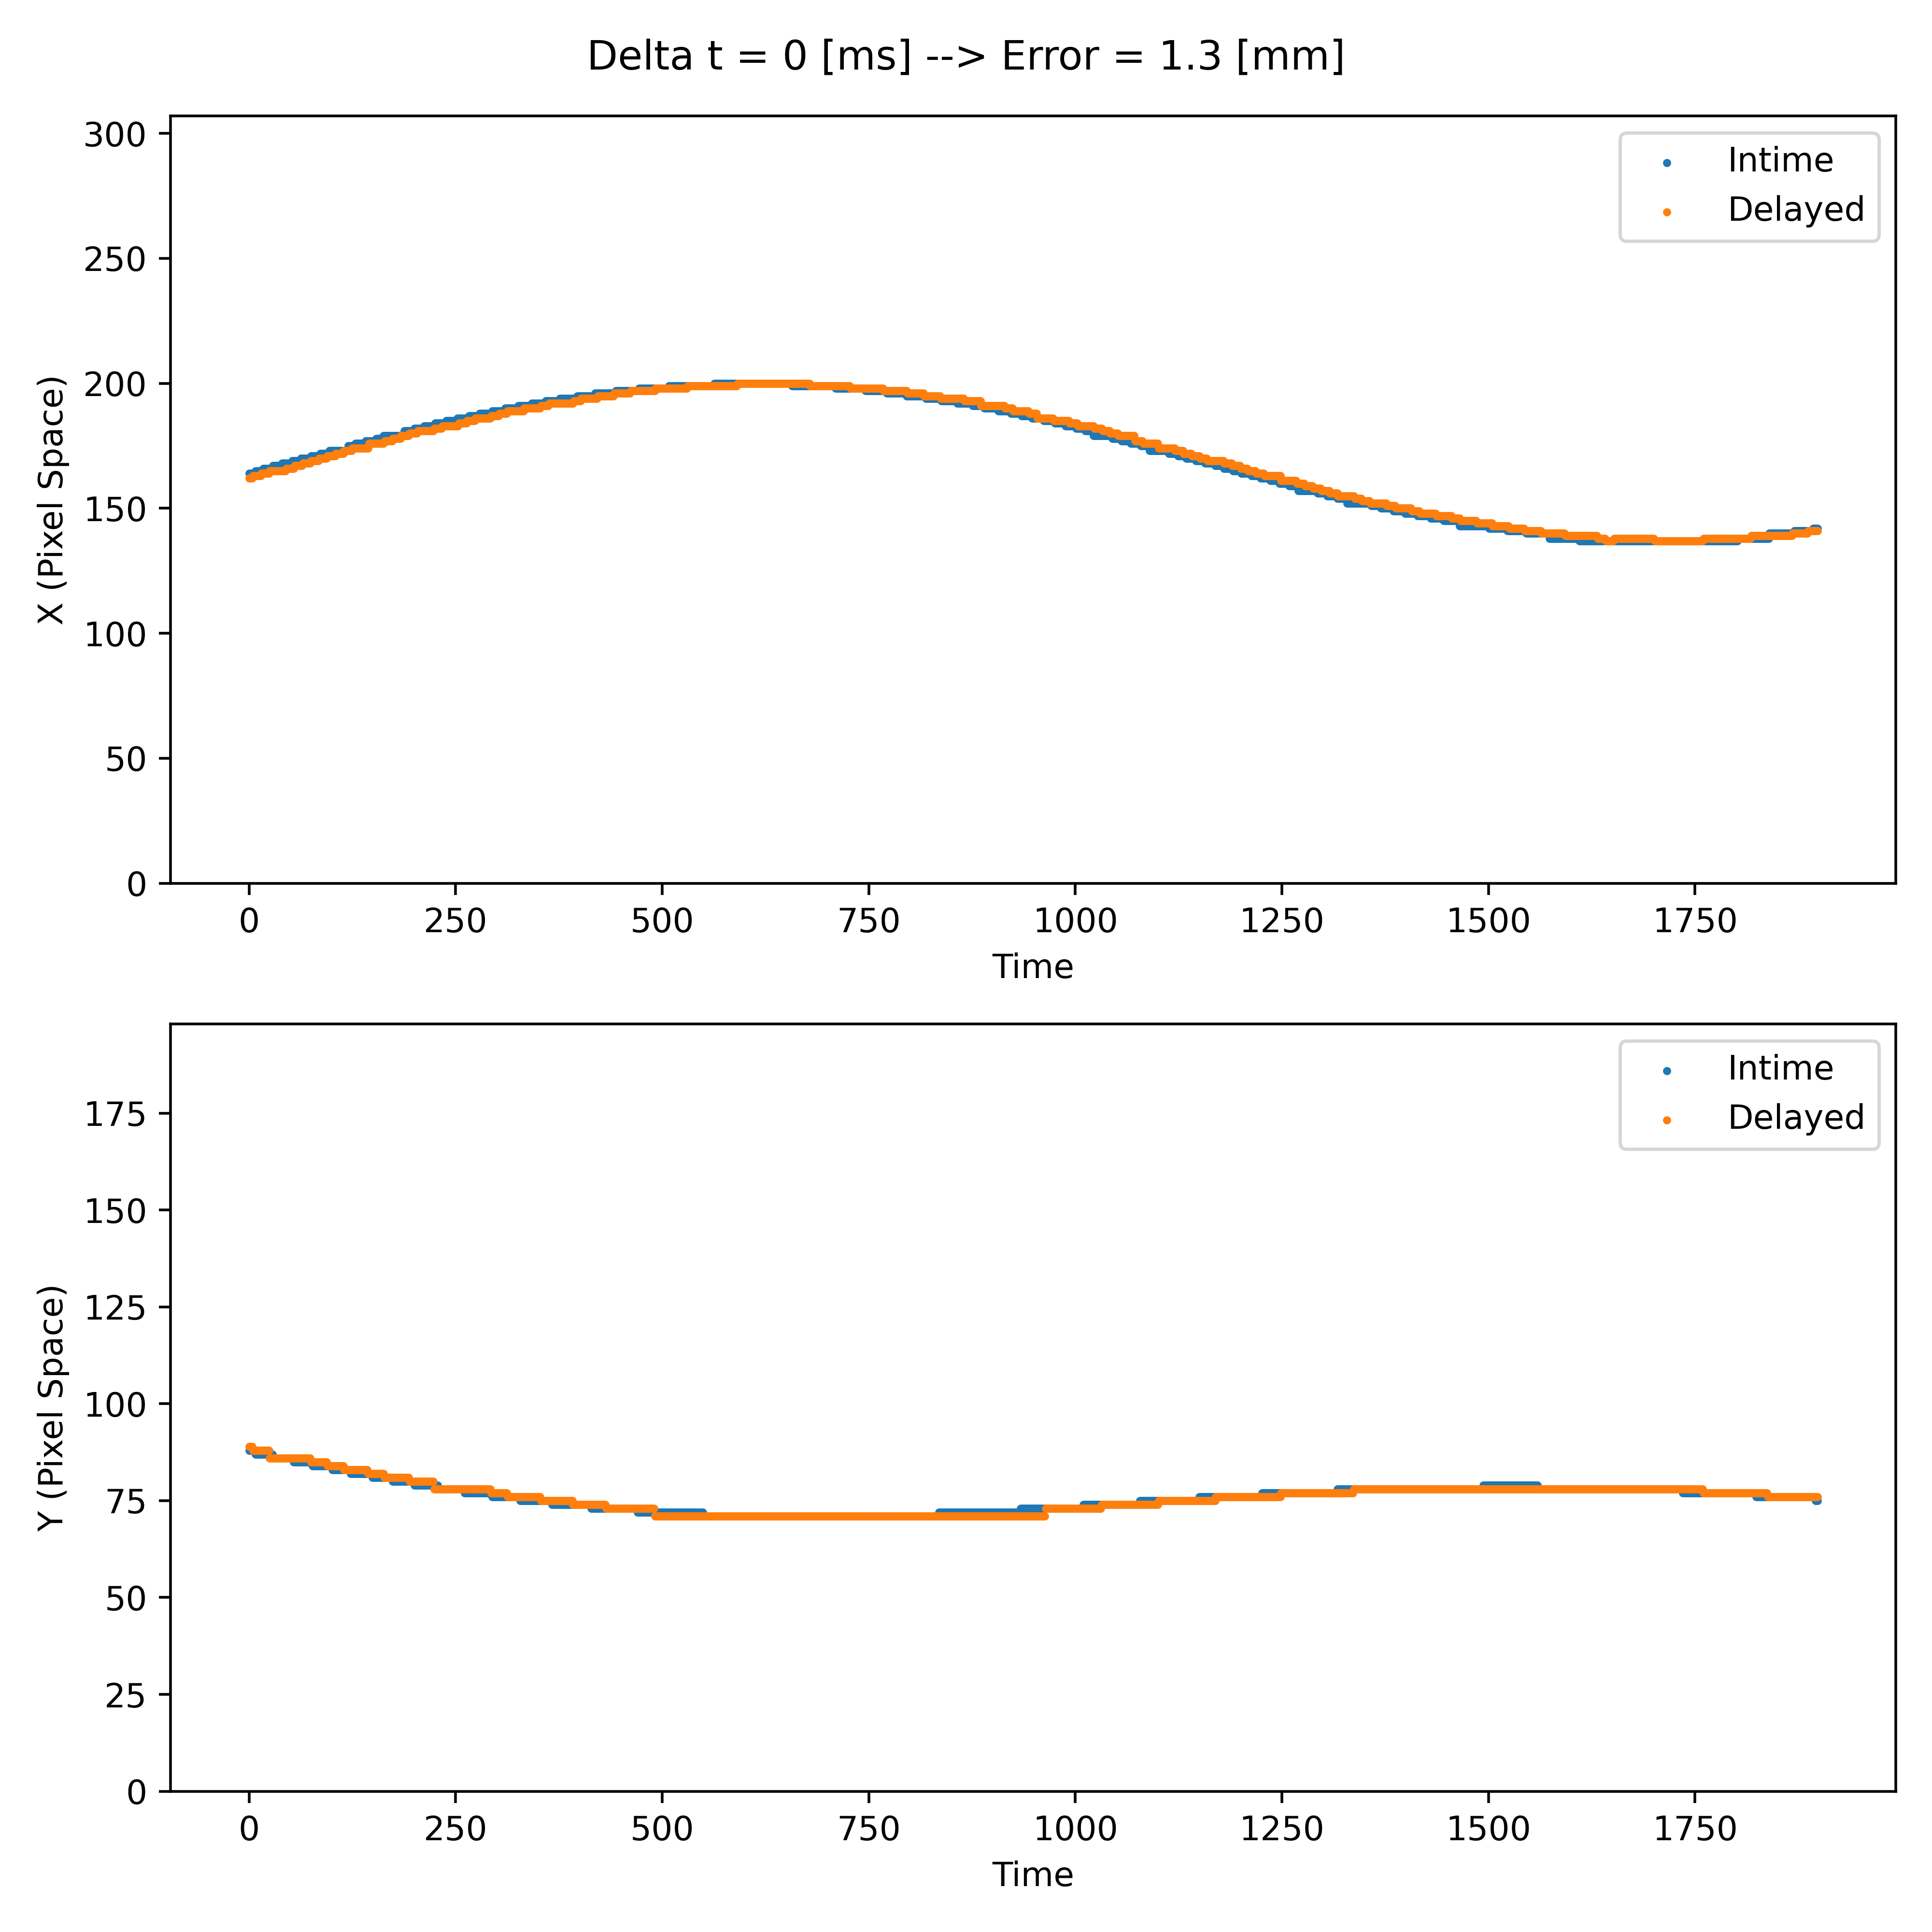 Delta t = 0 [ms] --> Error = 1.3 [mm]
300
250
200
150
100
50
0
X (Pixel Space)
Intime
Delayed
0 250 500 750 1000 1250 1500 1750
Time
175
150
125
100
75
50
25
0
Y (Pixel Space)
Intime
Delayed
0 250 500 750 1000 1250 1500 1750
Time